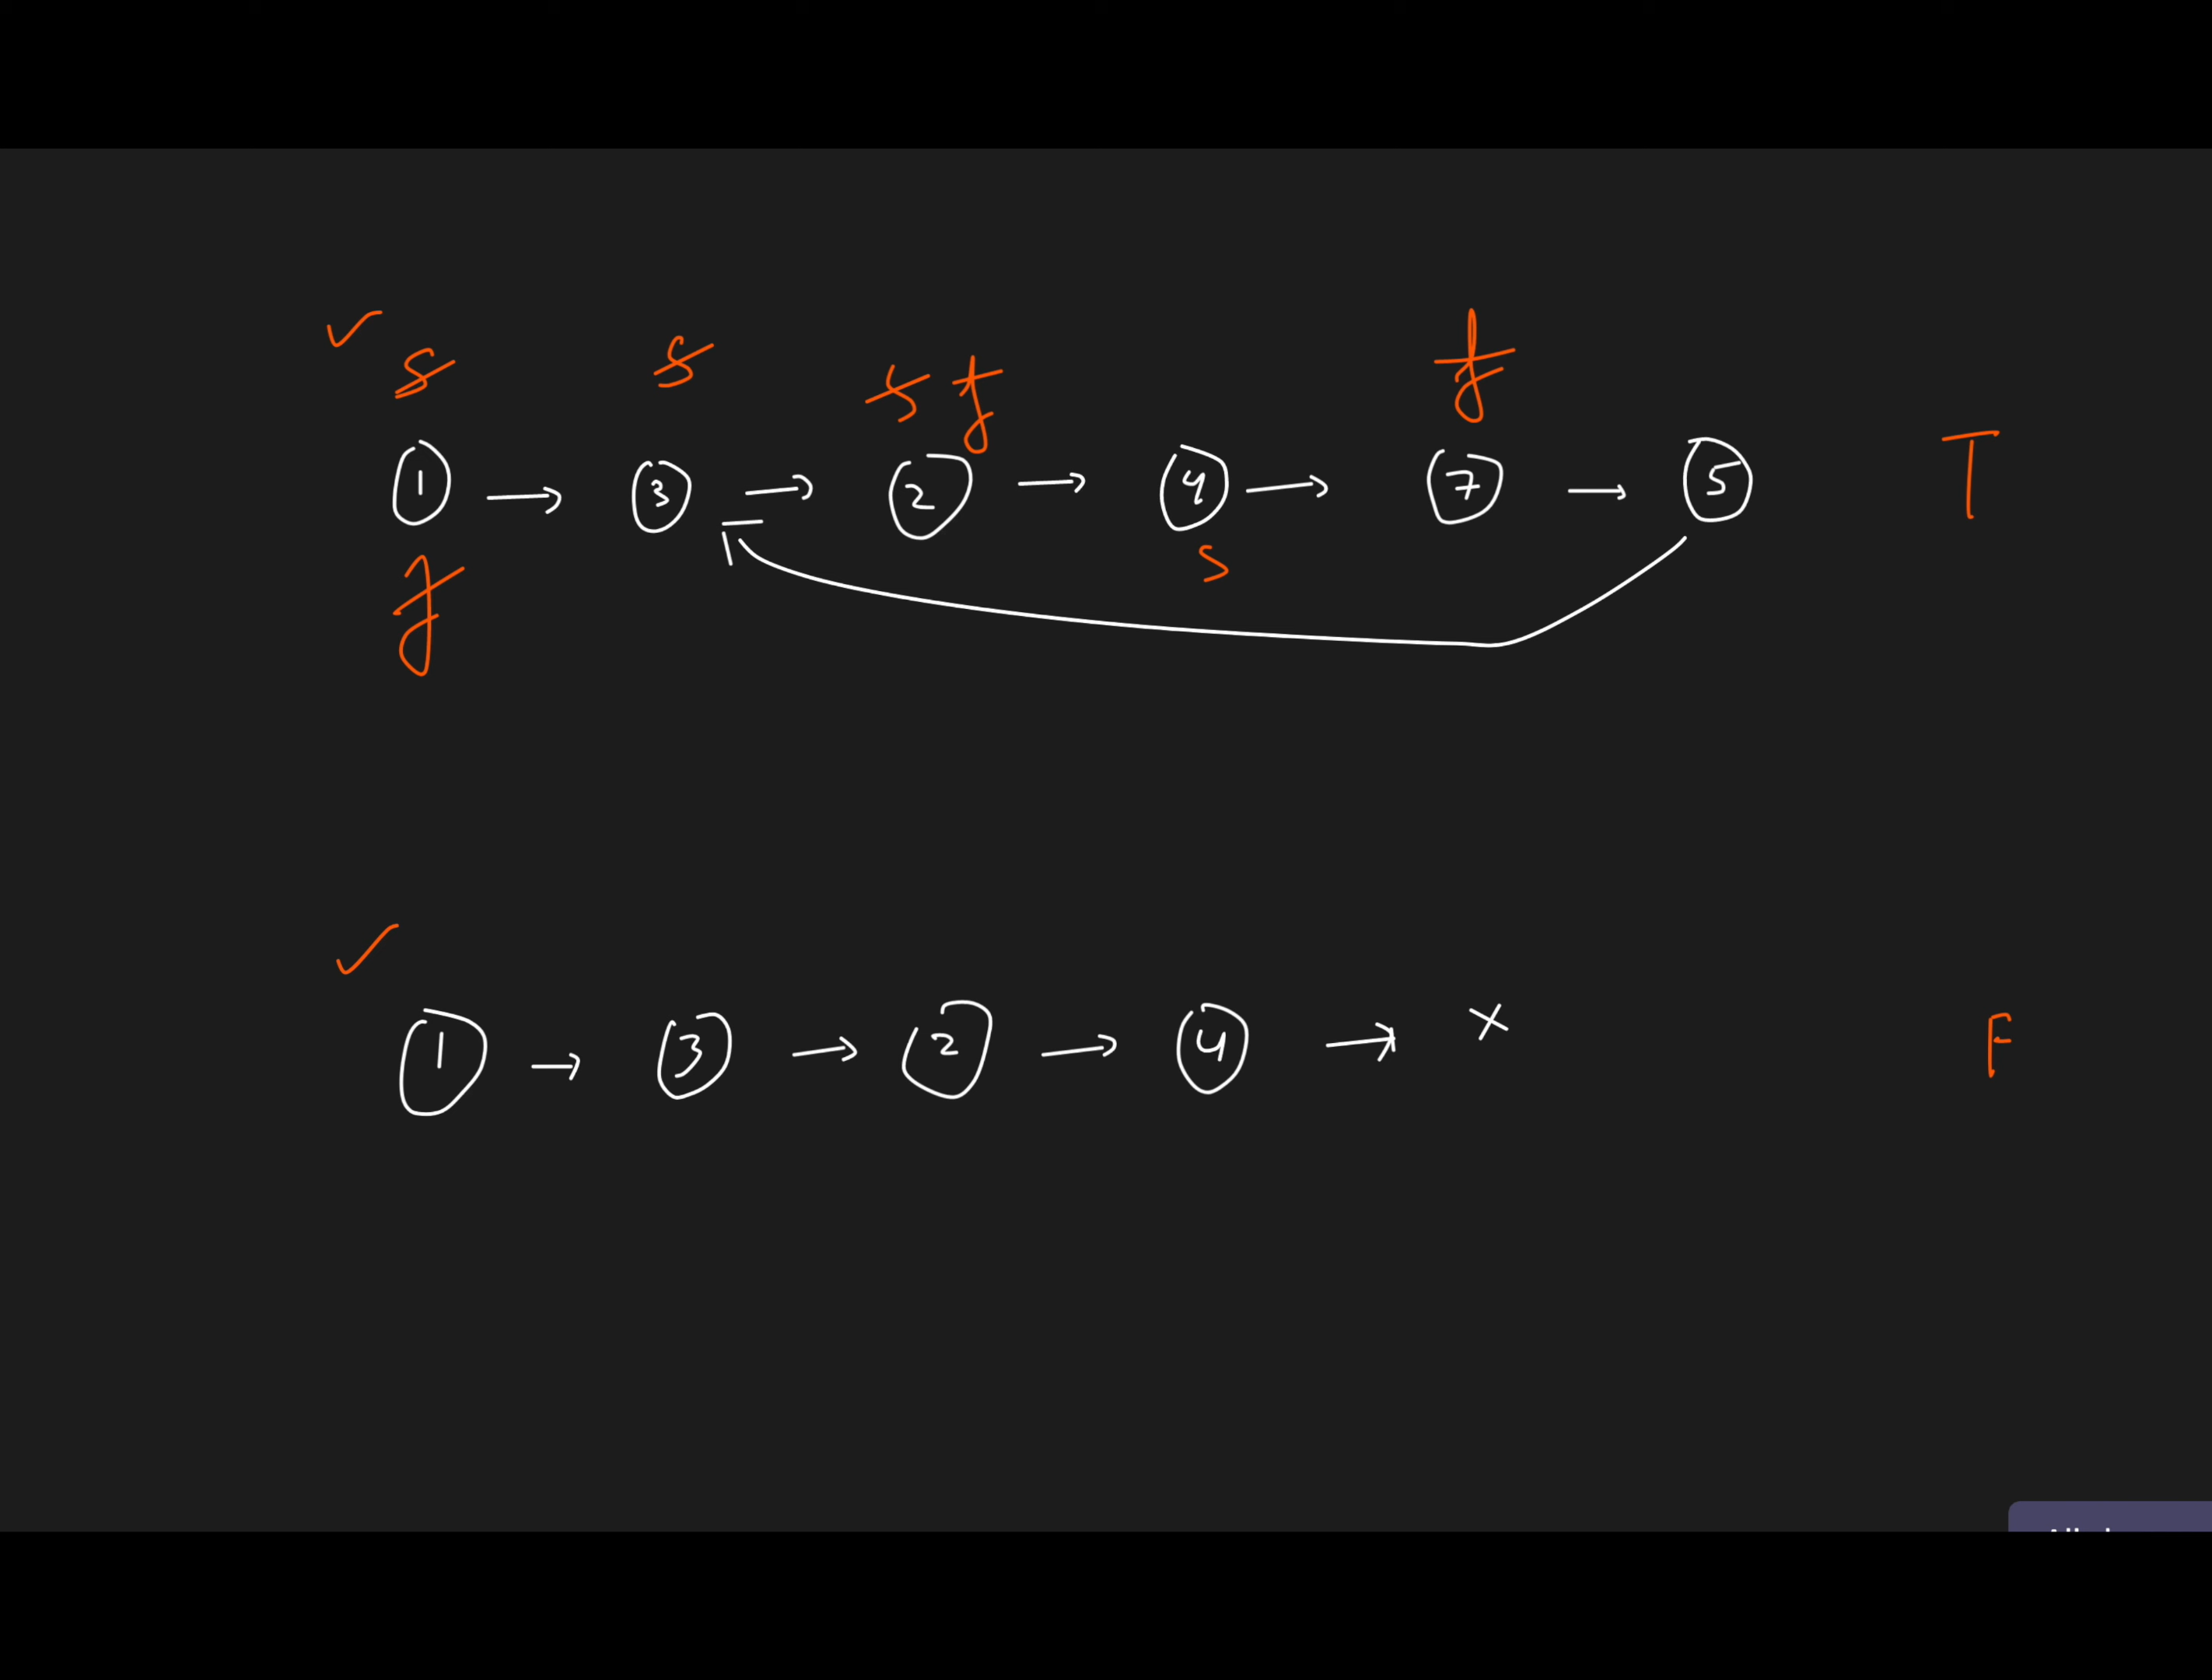 s s s f f
1 → 3 → 2 → 4 → 7 → 5 T
f s
1 → 3 → 2 → 4 → × F